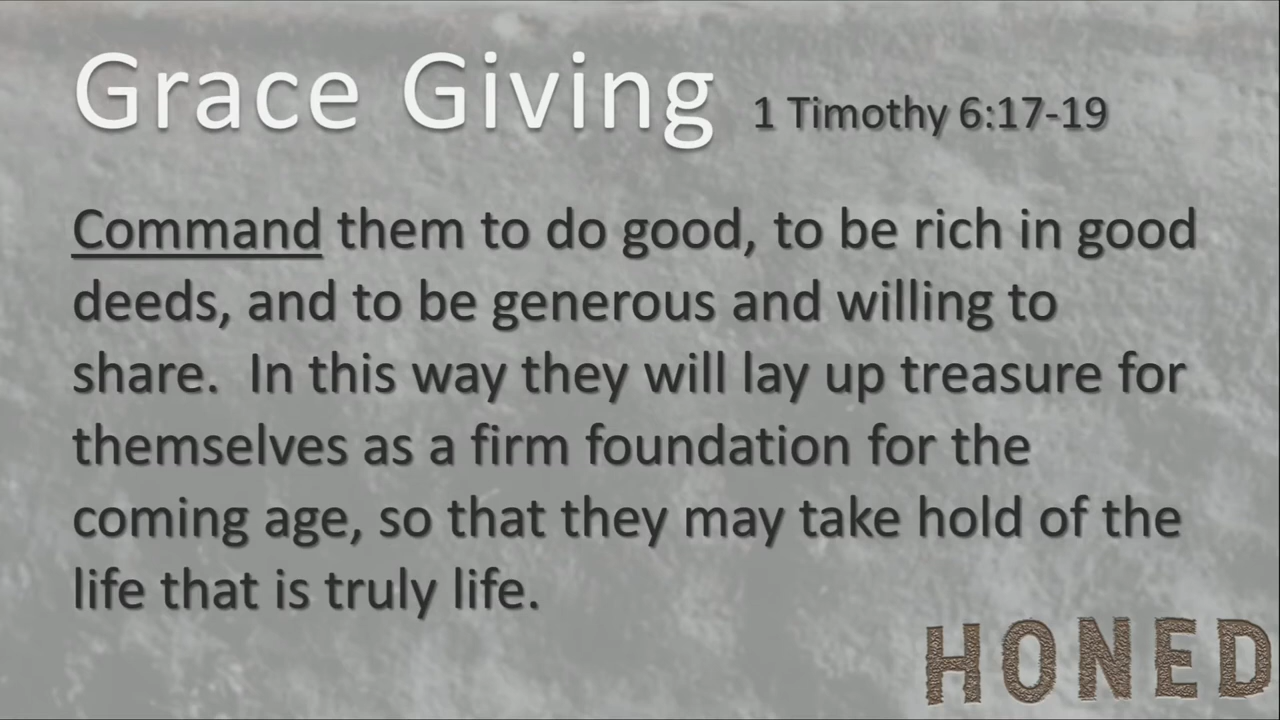 Grace Giving 1 Timothy 6:17-19
Command them to do good, to be rich in good
deeds, and to be generous and willing to
share.  In this way they will lay up treasure for
themselves as a firm foundation for the
coming age, so that they may take hold of the
life that is truly life.
HONED